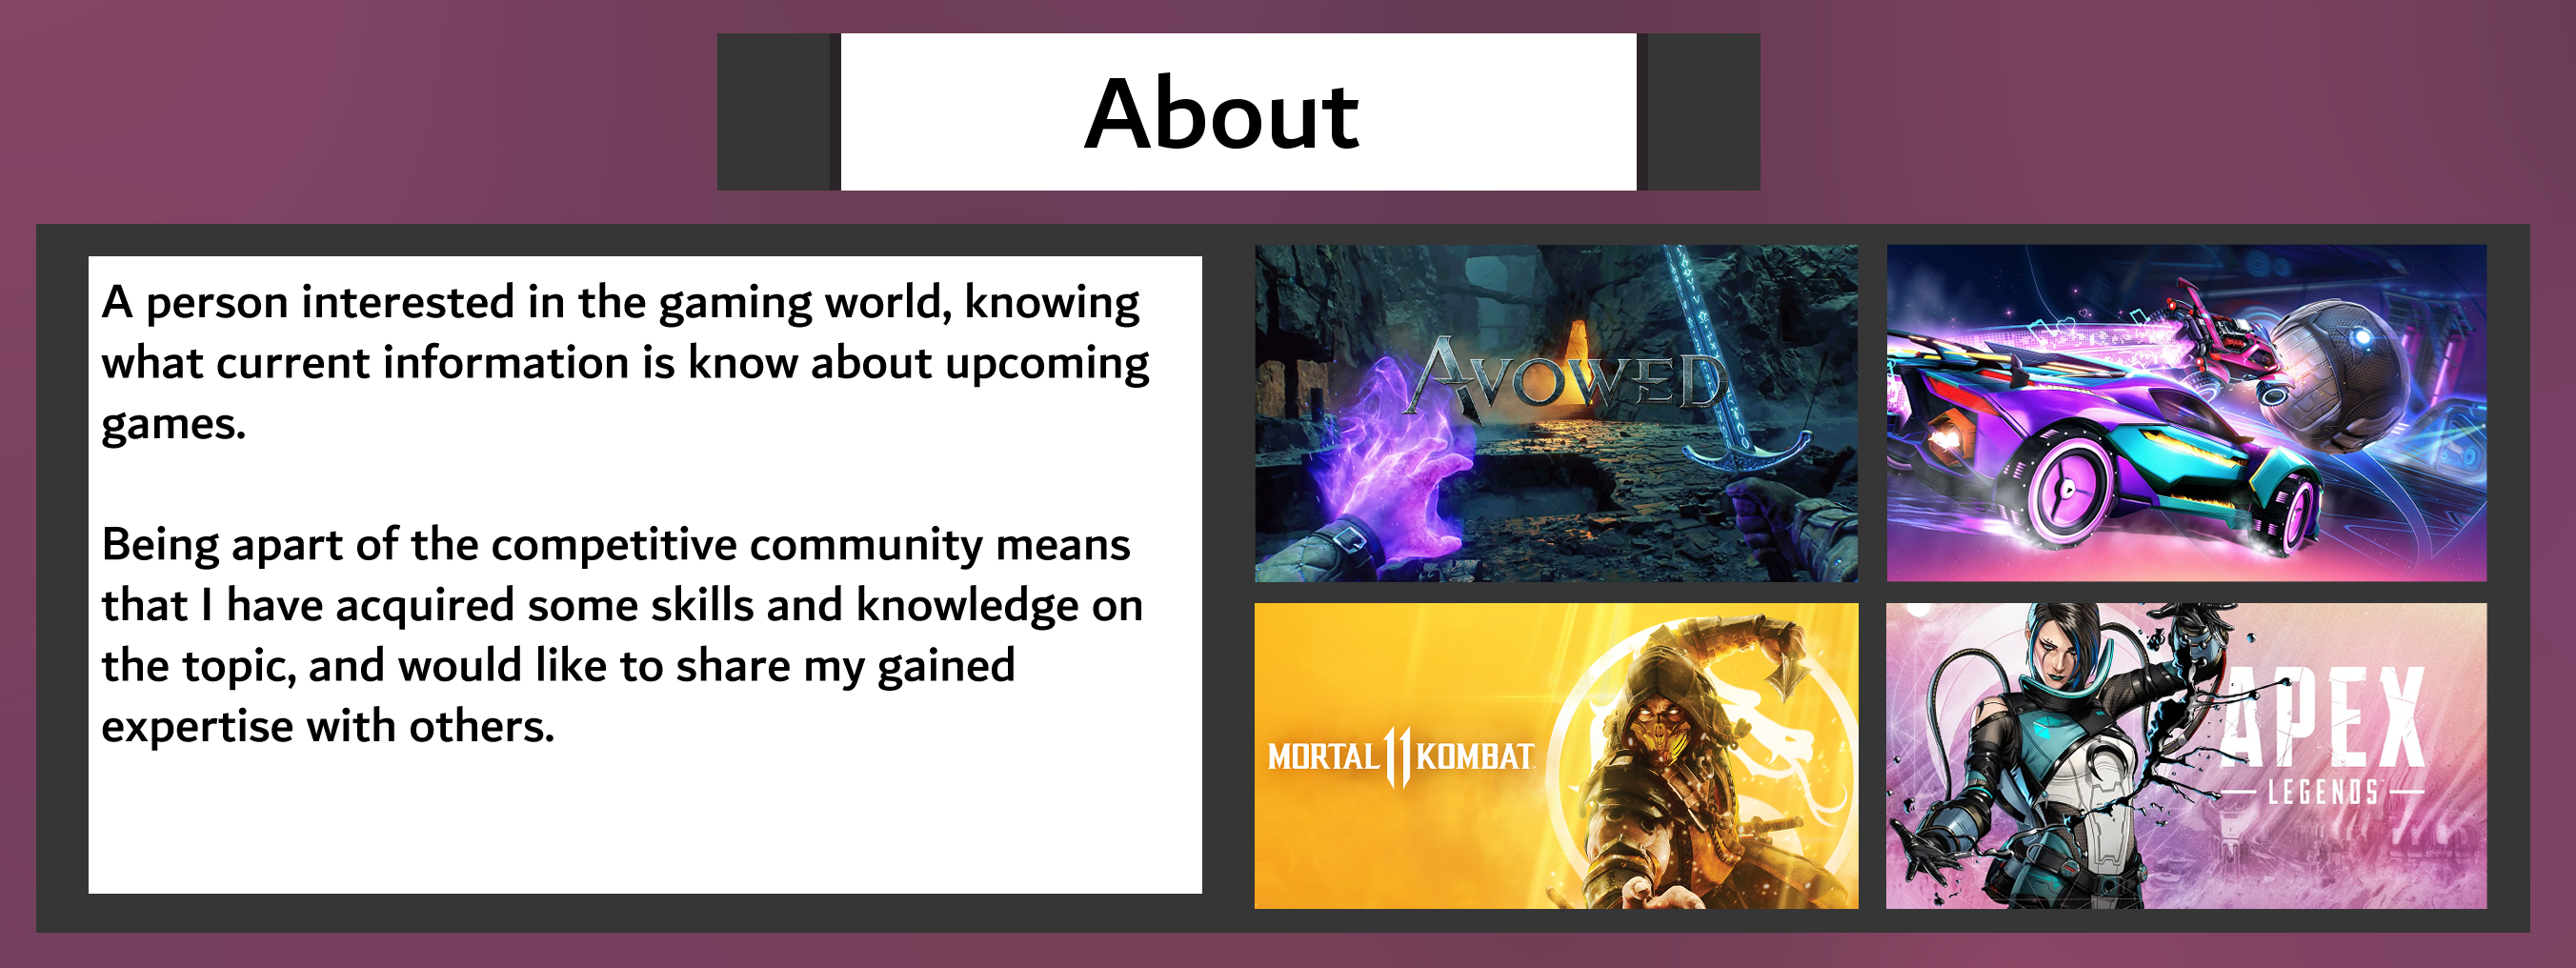 About
A person interested in the gaming world, knowing
what current information is know about upcoming
games.
Being apart of the competitive community means
that I have acquired some skills and knowledge on
the topic, and would like to share my gained
expertise with others.
AVOWED
MORTAL 11 KOMBAT
APEX
LEGENDS